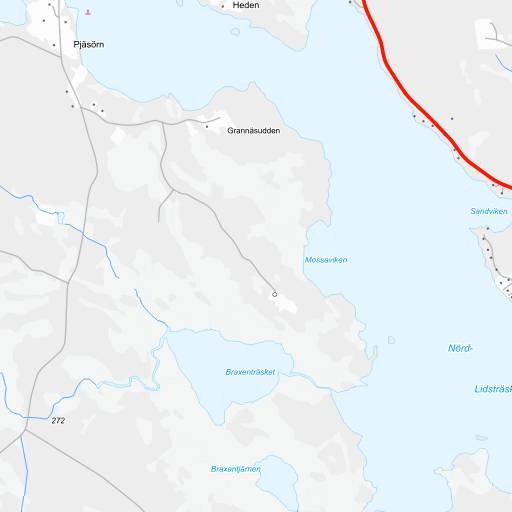 Heden
Pjäsörn
Grannäsudden
Sandviken
Mossaviken
Nörd-
Braxenträsket
Lidsträsk
272
Braxentjärnen